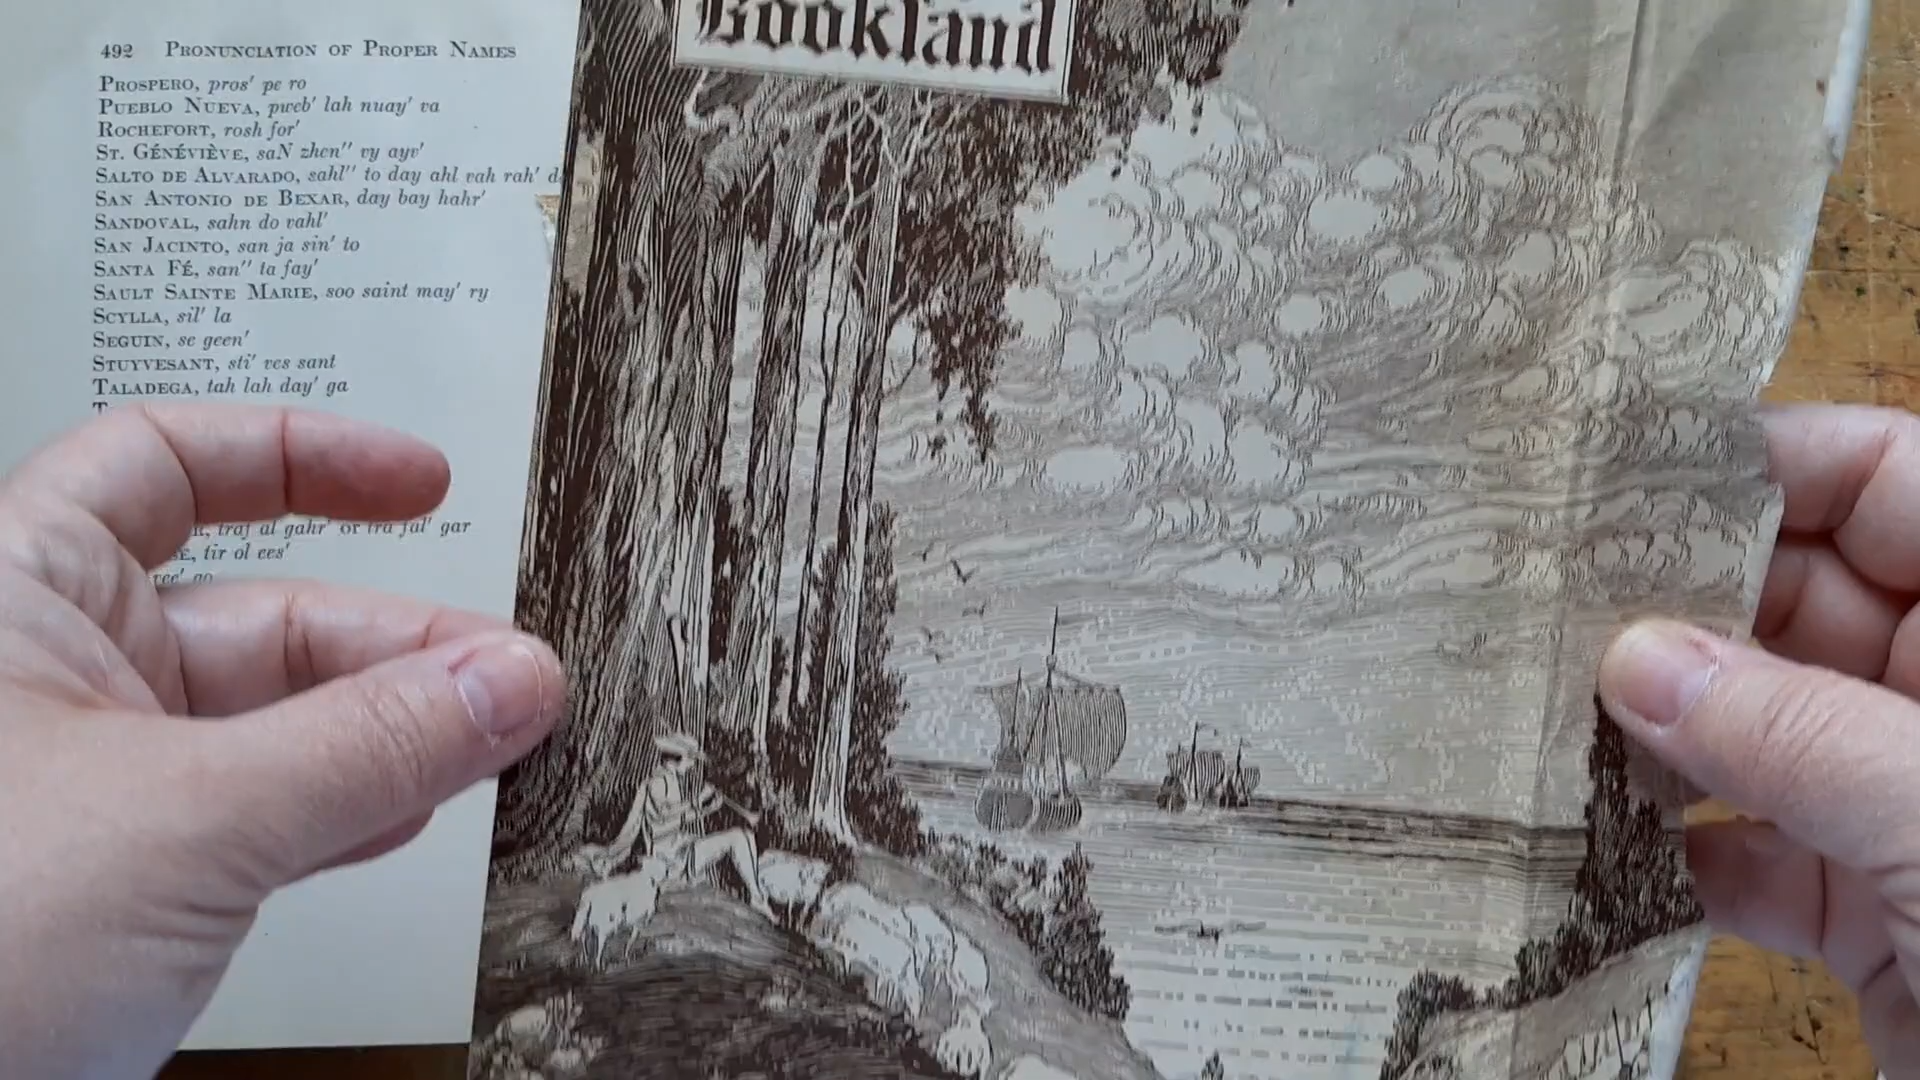 492 PRONUNCIATION OF PROPER NAMES
PROSPERO, pros' pe ro
PUEBLO NUEVA, pweb' lah nuay' va
ROCHEFORT, rosh for'
ST. GÉNÉVIÈVE, saN zhen'' vy ayv'
SALTO DE ALVARADO, sahl'' to day ahl vah rah' d
SAN ANTONIO DE BEXAR, day bay hahr'
SANDOVAL, sahn do vahl'
SAN JACINTO, san ja sin' to
SANTA FÉ, san'' ta fay'
SAULT SAINTE MARIE, soo saint may' ry
SCYLLA, sil' la
SEGUIN, se geen'
STUYVESANT, sti' ves sant
TALADEGA, tah lah day' ga
R, traf al gahr' or tra fal' gar
SE, tir ol ees'
ree' go
Bookland